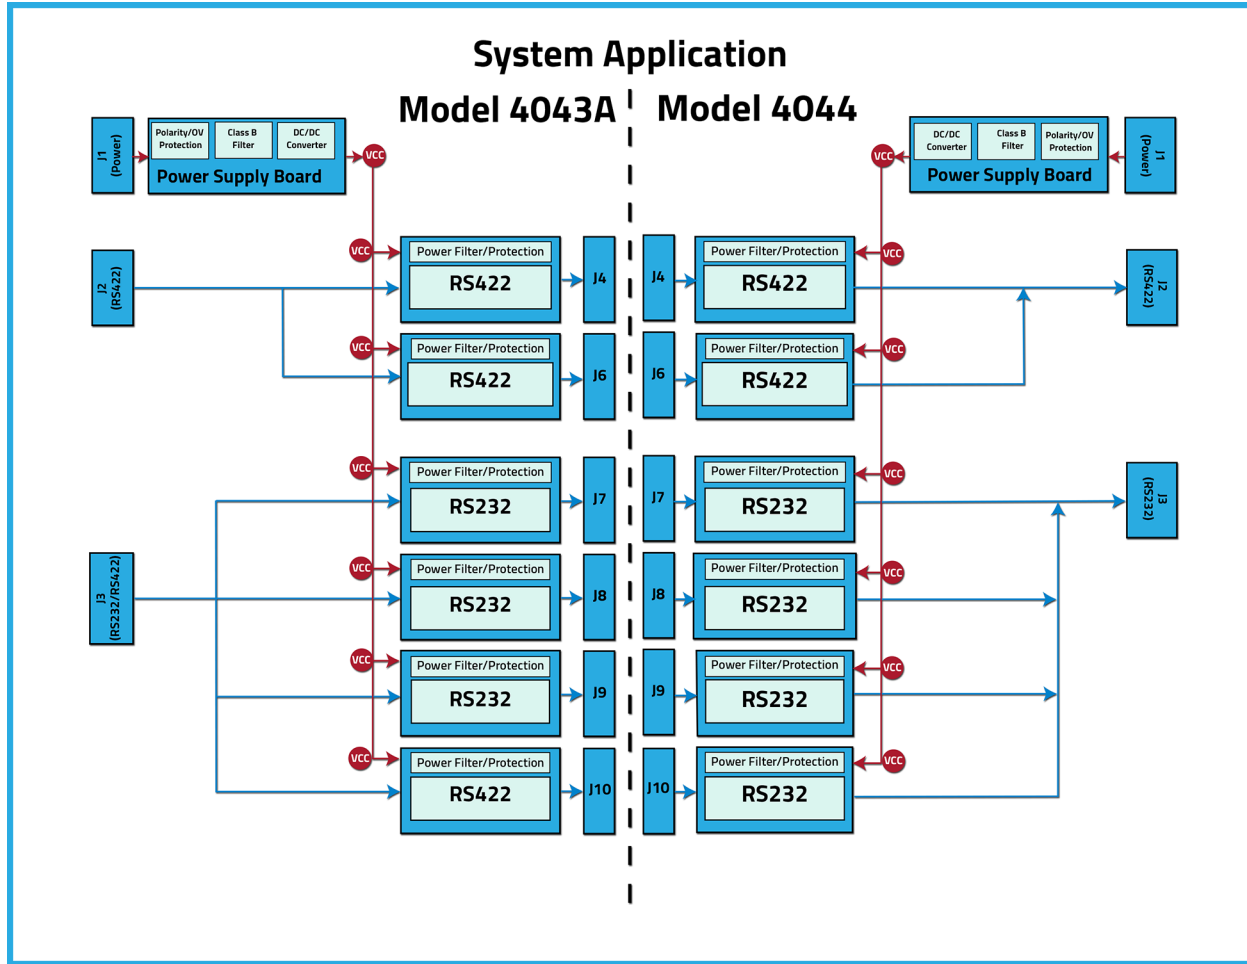 System Application
Model 4043A
Model 4044
J1
(Power)
Polarity/OV
Protection
Class B
Filter
DC/DC
Converter
Power Supply Board
VCC
VCC
DC/DC
Converter
Class B
Filter
Polarity/OV
Protection
Power Supply Board
J1
(Power)
J2
(RS422)
VCC
Power Filter/Protection
RS422
J4
J4
Power Filter/Protection
RS422
VCC
J2
(RS422)
VCC
Power Filter/Protection
RS422
J6
J6
Power Filter/Protection
RS422
VCC
VCC
Power Filter/Protection
RS232
J7
J7
Power Filter/Protection
RS232
VCC
J3
(RS232)
J3
(RS232/RS422)
VCC
Power Filter/Protection
RS232
J8
J8
Power Filter/Protection
RS232
VCC
VCC
Power Filter/Protection
RS232
J9
J9
Power Filter/Protection
RS232
VCC
VCC
Power Filter/Protection
RS422
J10
J10
Power Filter/Protection
RS232
VCC